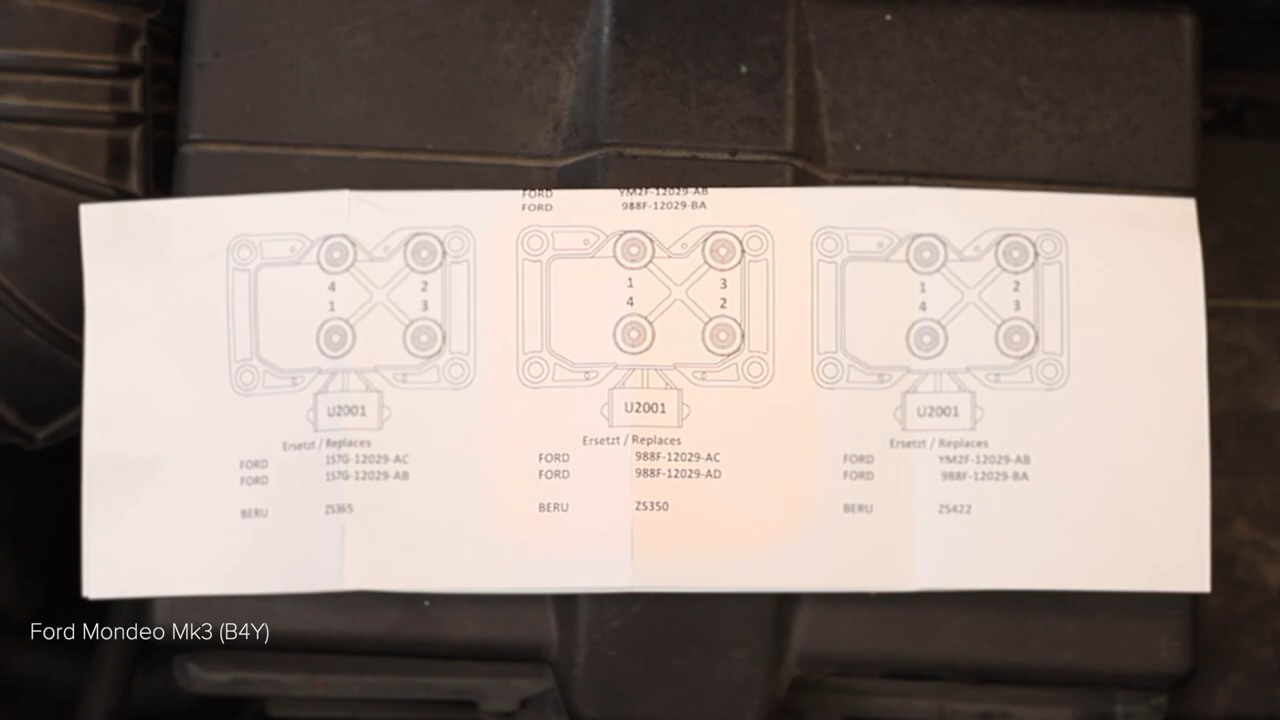 FORD YM2F-12029-AB
FORD 988F-12029-BA
4 2
1 3
U2001
Ersetzt / Replaces
FORD 1S7G-12029-AC
FORD 1S7G-12029-AB
BERU ZS365
1 3
4 2
U2001
Ersetzt / Replaces
FORD 988F-12029-AC
FORD 988F-12029-AD
BERU ZS350
1 2
4 3
U2001
Ersetzt / Replaces
FORD YM2F-12029-AB
FORD 988F-12029-BA
BERU ZS422
Ford Mondeo Mk3 (B4Y)